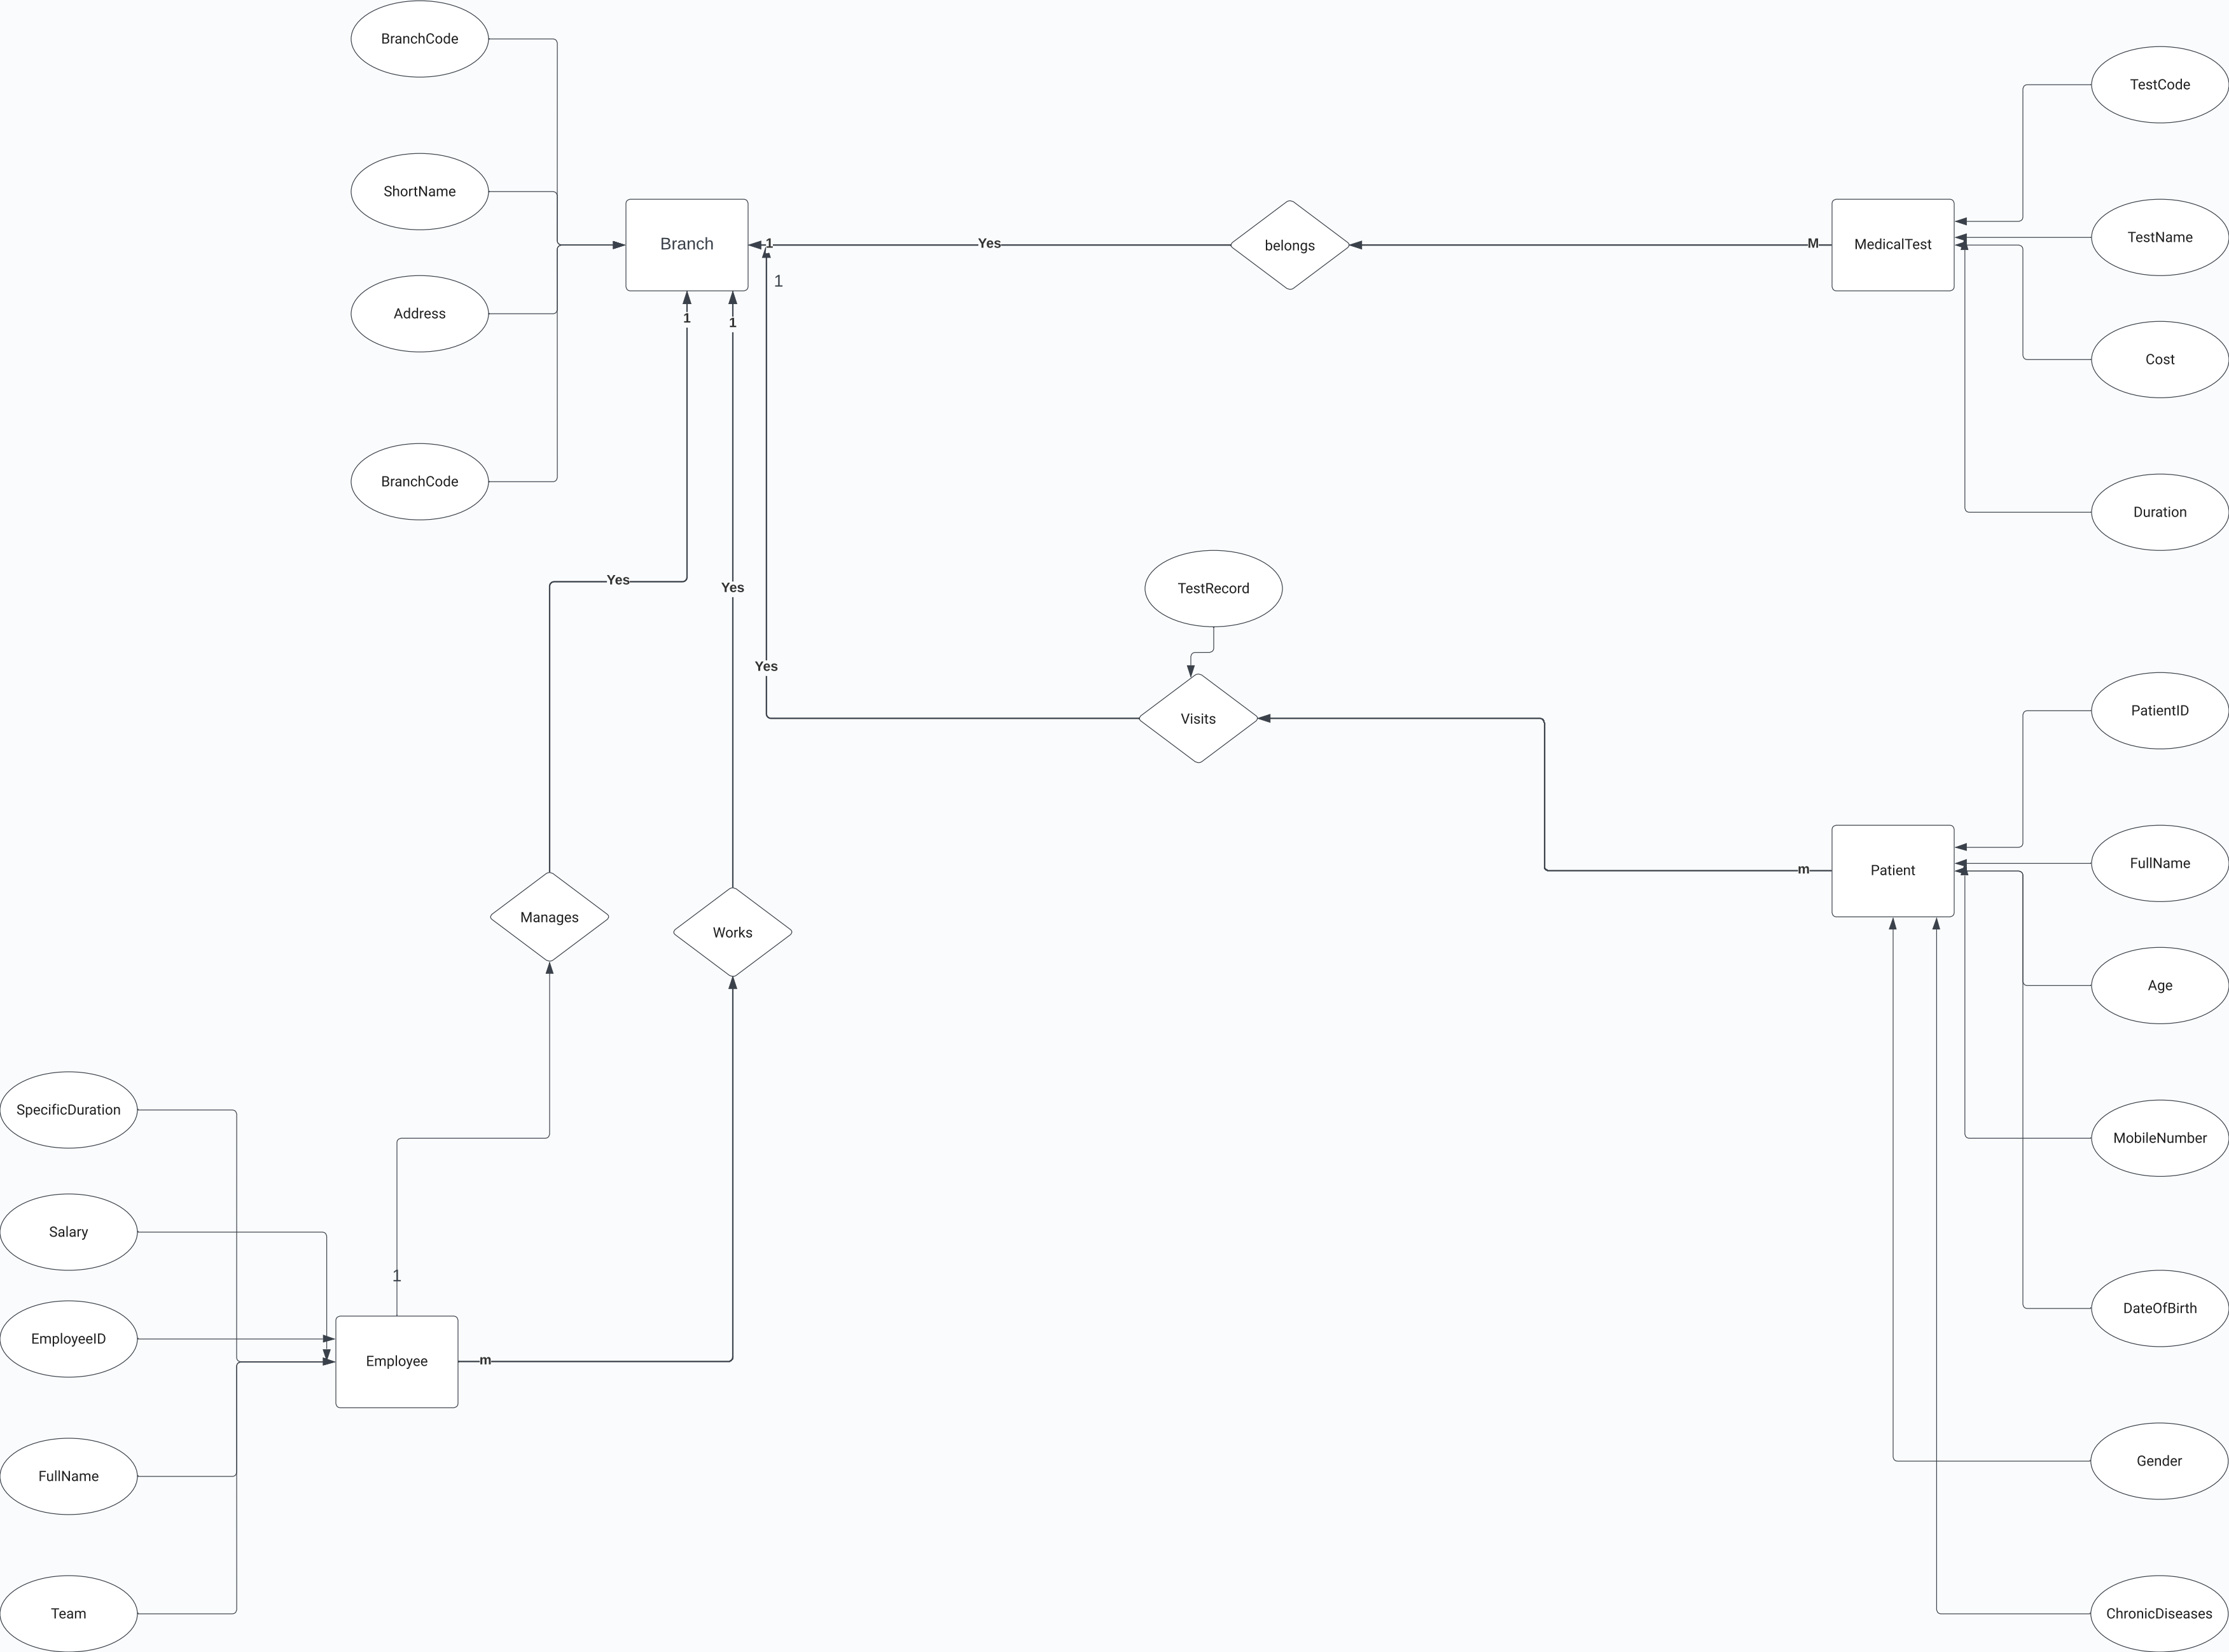 BranchCode
TestCode
ShortName
TestName
Branch
1
Yes
belongs
M
MedicalTest
1
Address
1
1
Cost
BranchCode
Duration
Yes
Yes
TestRecord
Yes
PatientID
Visits
FullName
m
Patient
Manages
Works
Age
SpecificDuration
MobileNumber
Salary
1
DateOfBirth
EmployeeID
Employee
m
FullName
Gender
Team
ChronicDiseases